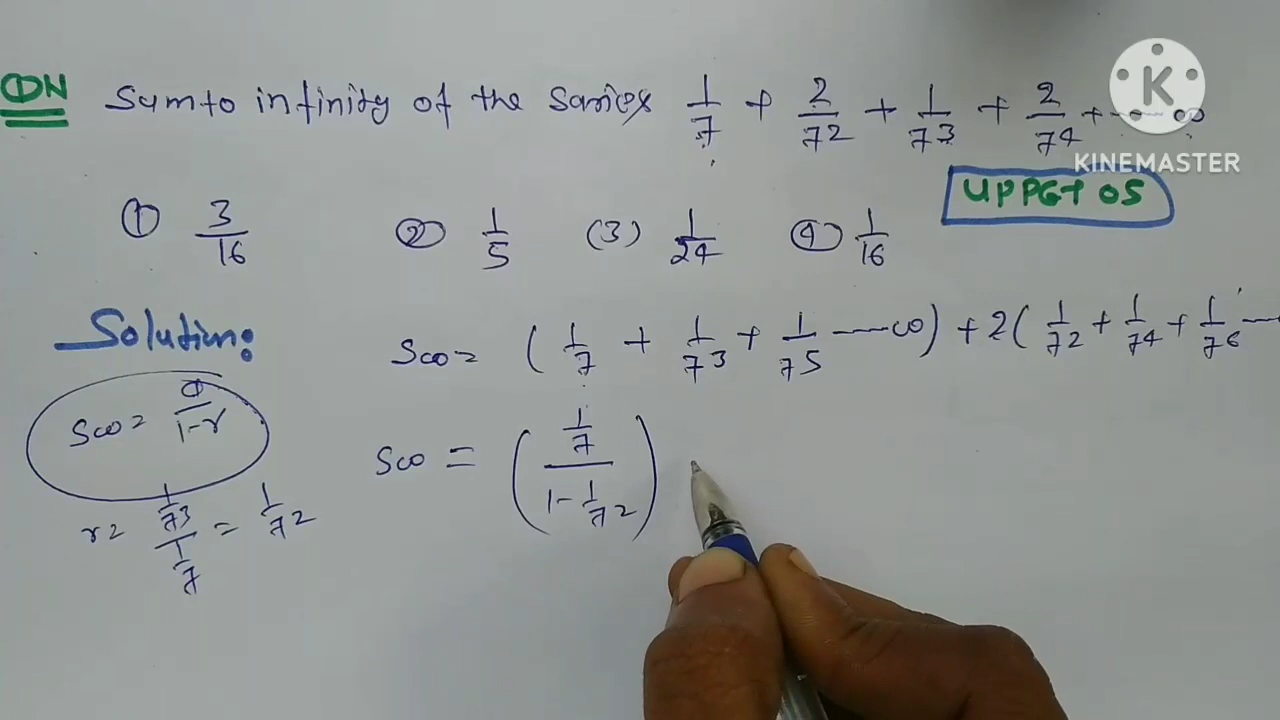 QN Sum to infinity of the Series 1/7 + 2/7² + 1/7³ + 2/7⁴ + --- ∞
K
KINEMASTER
UPPGT 05
① 3/16 ② 1/5 (3) 1/24 ④ 1/16
Solution:
S∞ = (1/7 + 1/7³ + 1/7⁵ --- ∞) + 2(1/7² + 1/7⁴ + 1/7⁶ ---
S∞ = a/1-r
S∞ = ((1/7)/(1-1/7²))
r = (1/7³)/(1/7) = 1/7²